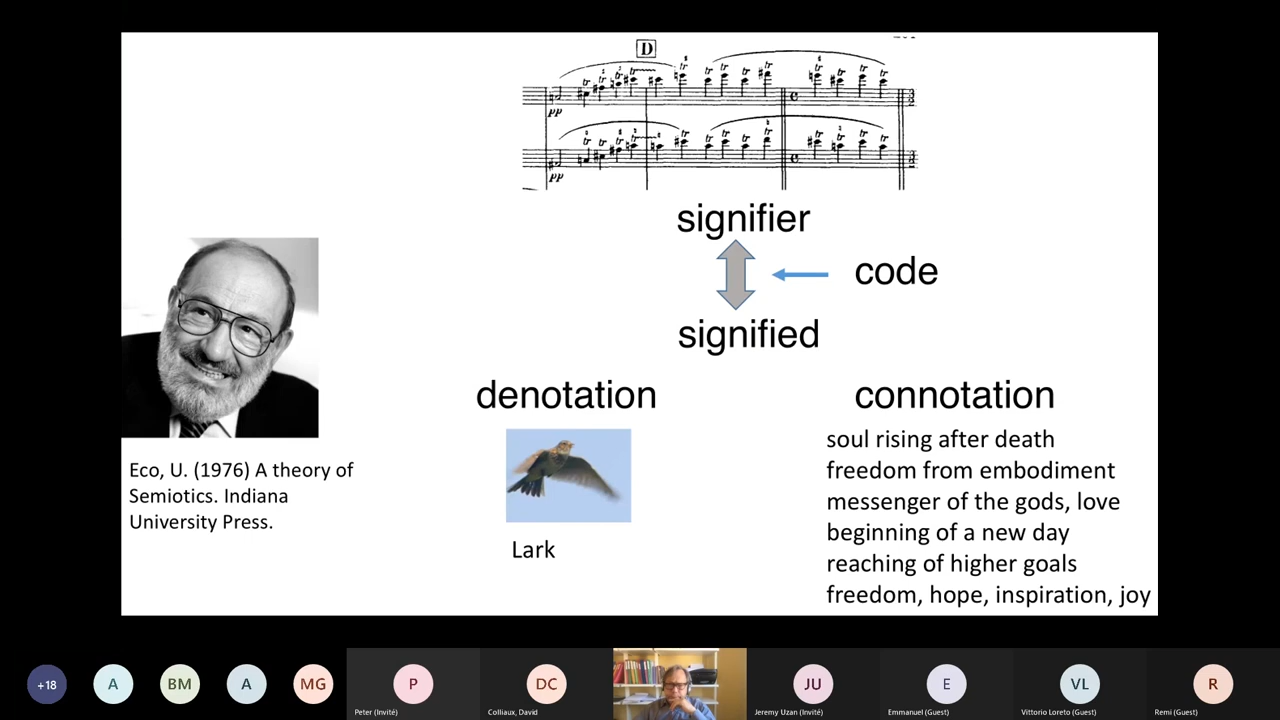 D
pp
pp
signifier
code
signified
denotation
connotation
soul rising after death
freedom from embodiment
messenger of the gods, love
beginning of a new day
reaching of higher goals
freedom, hope, inspiration, joy
Eco, U. (1976) A theory of
Semiotics. Indiana
University Press.
Lark
+18
A
BM
A
MG
P
DC
JU
E
VL
R
Peter (Invité)
Colliaux, David
Jeremy Uzan (Invité)
Emmanuel (Guest)
Vittorio Loreto (Guest)
Remi (Guest)